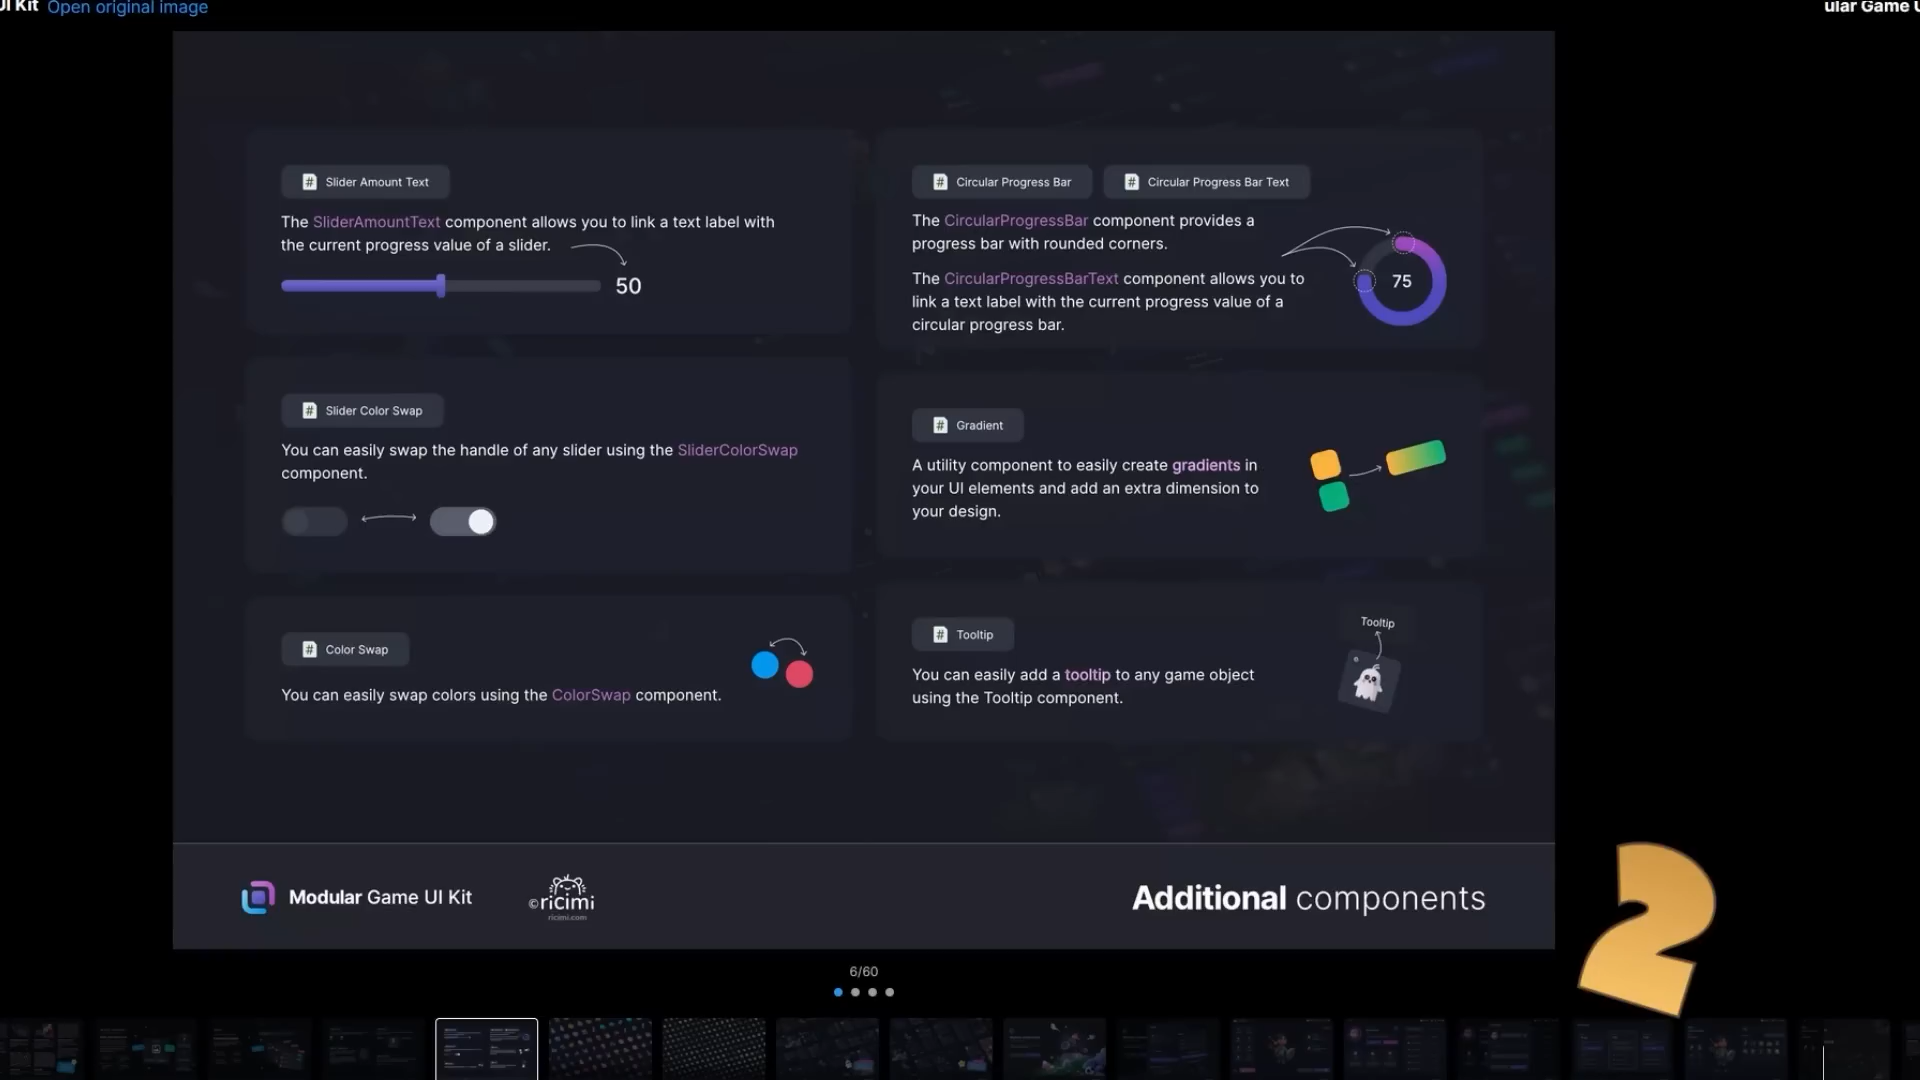 UI Kit Open original image
ular Game U
Slider Amount Text
The SliderAmountText component allows you to link a text label with
the current progress value of a slider.
50
Circular Progress Bar
Circular Progress Bar Text
The CircularProgressBar component provides a
progress bar with rounded corners.
The CircularProgressBarText component allows you to
link a text label with the current progress value of a
circular progress bar.
75
Slider Color Swap
You can easily swap the handle of any slider using the SliderColorSwap
component.
Gradient
A utility component to easily create gradients in
your UI elements and add an extra dimension to
your design.
Color Swap
You can easily swap colors using the ColorSwap component.
Tooltip
You can easily add a tooltip to any game object
using the Tooltip component.
Tooltip
Modular Game UI Kit
©ricimi
ricimi.com
Additional components
2
6/60